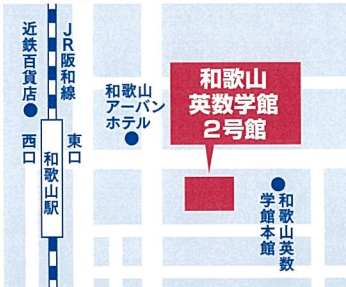 近鉄百貨店
JR阪和線
西口
和歌山駅
東口
和歌山
アーバン
ホテル
和歌山
英数学館
2号館
和歌山英数
学館本館